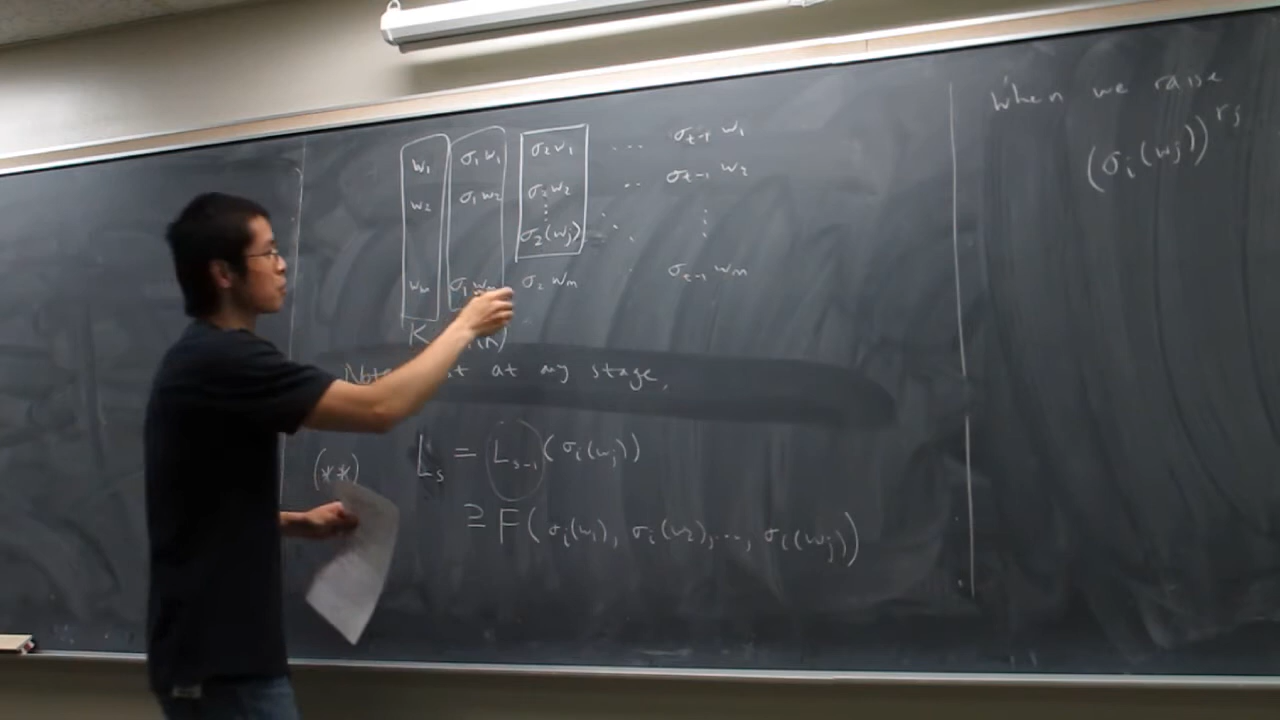 w₁ σ₁w₁ σ₂w₁ ... σₜ₋₁ w₁
w₂ σ₁w₂ σ₂w₂ .. σₜ₋₁ w₂
⋮ ⋱ ⋮
σ₂(wⱼ)
wₘ σ₁wₘ σ₂ wₘ . σₜ₋₁ wₘ
K (K)
at any stage,
(**) Lₛ = Lₛ₋₁(σᵢ(wⱼ))
⊇ F(σᵢ(w₁), σᵢ(w₂),..., σᵢ(wⱼ))
When we raise
(σᵢ(wⱼ))^rⱼ